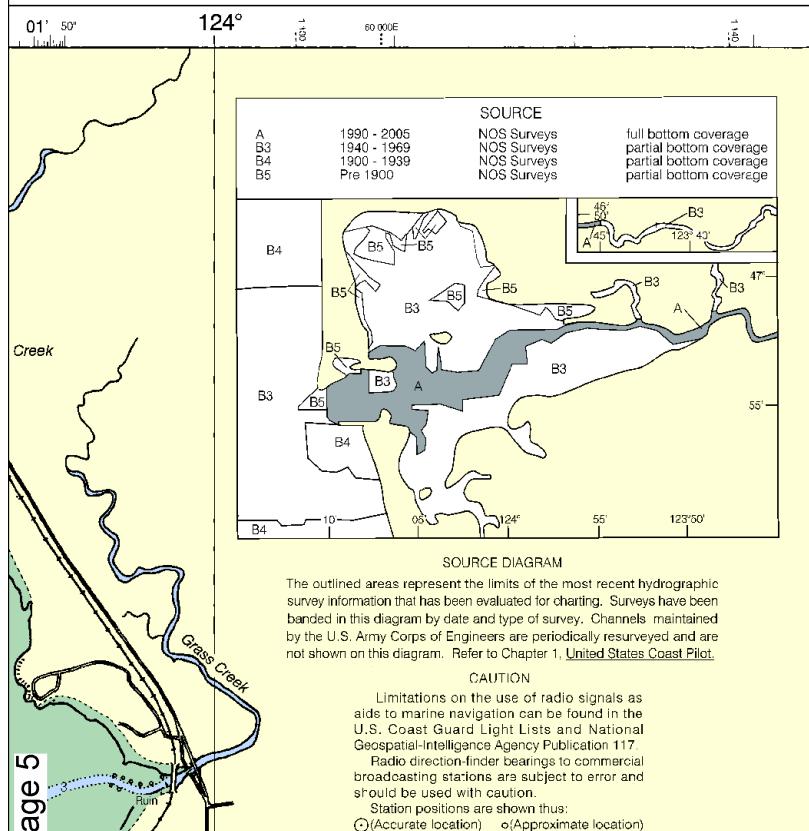 01' 50" 124° 1 100 60 000E 1 140
SOURCE
A 1990 - 2005 NOS Surveys full bottom coverage
B3 1940 - 1969 NOS Surveys partial bottom coverage
B4 1900 - 1939 NOS Surveys partial bottom coverage
B5 Pre 1900 NOS Surveys partial bottom coverage
46°
50'
B3
A 45' 123° 40'
B4
B5 B5
47°
B5 B5 B5 B3 B3
B3 B5 A
Creek
B5
B3 B3 A B3
B5
55'
B4
B4
10' 05' 124° 55' 123°50'
SOURCE DIAGRAM
The outlined areas represent the limits of the most recent hydrographic
survey information that has been evaluated for charting. Surveys have been
banded in this diagram by date and type of survey. Channels maintained
by the U.S. Army Corps of Engineers are periodically resurveyed and are
not shown on this diagram. Refer to Chapter 1, United States Coast Pilot.
Grass Creek
CAUTION
Limitations on the use of radio signals as
aids to marine navigation can be found in the
U.S. Coast Guard Light Lists and National
Geospatial-Intelligence Agency Publication 117.
Radio direction-finder bearings to commercial
broadcasting stations are subject to error and
should be used with caution.
Station positions are shown thus:
(Accurate location) o(Approximate location)
3
Ruin
age 5